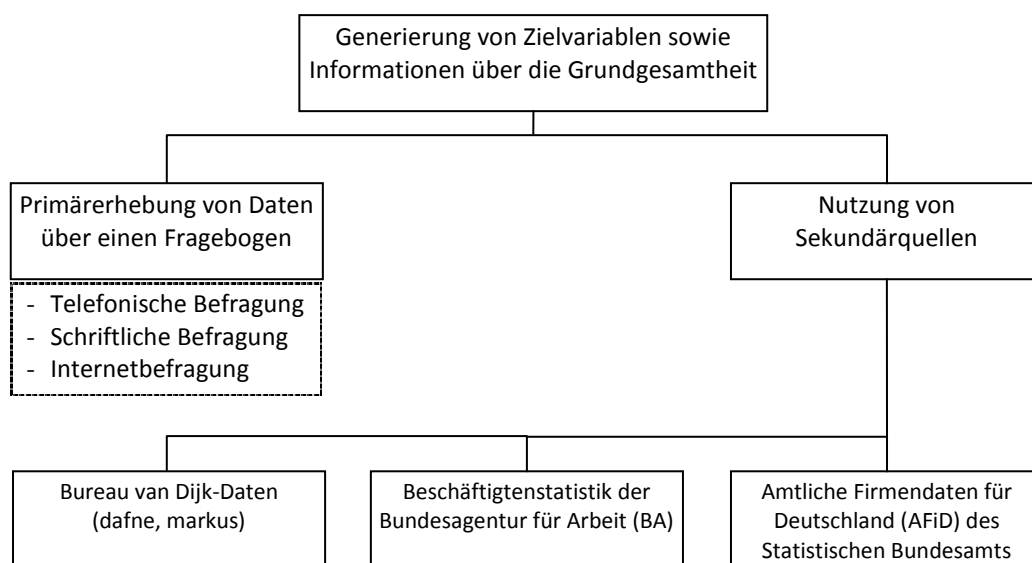 Generierung von Zielvariablen sowie
Informationen über die Grundgesamtheit
Primärerhebung von Daten
über einen Fragebogen
- Telefonische Befragung
- Schriftliche Befragung
- Internetbefragung
Nutzung von
Sekundärquellen
Bureau van Dijk-Daten
(dafne, markus)
Beschäftigtenstatistik der
Bundesagentur für Arbeit (BA)
Amtliche Firmendaten für
Deutschland (AFiD) des
Statistischen Bundesamts